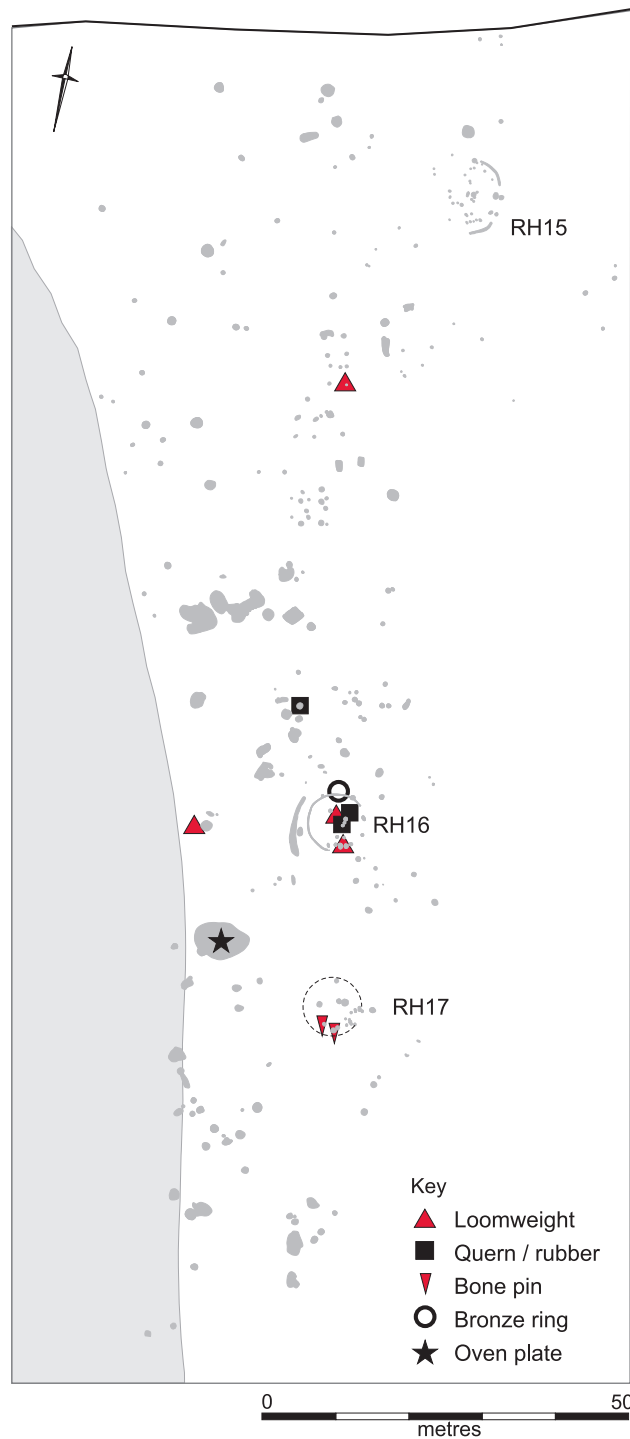 RH15
RH16
RH17
Key
Loomweight
Quern / rubber
Bone pin
Bronze ring
Oven plate
0 50
metres